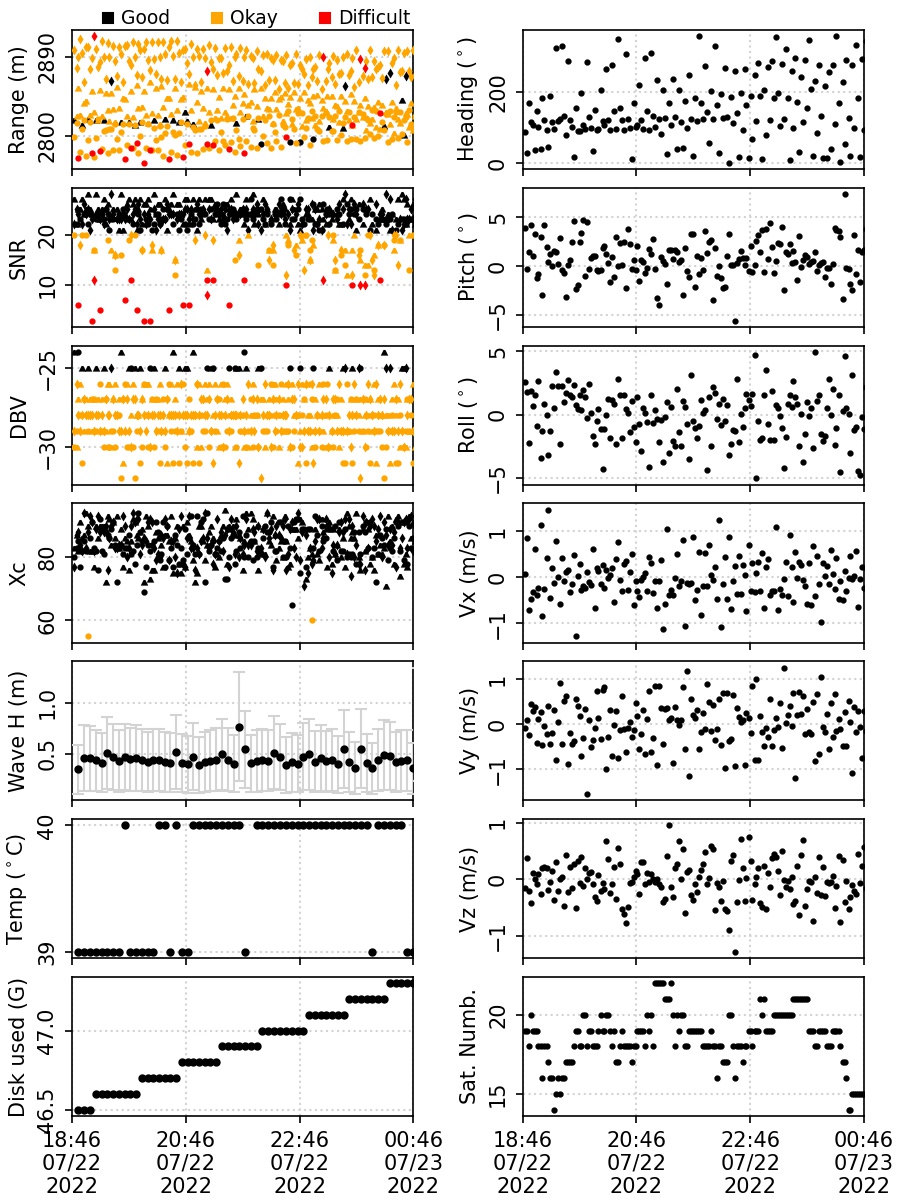 Good Okay Difficult
Range (m)
2890
2800
Heading (°)
200
0
SNR
20
10
Pitch (°)
5
0
−5
DBV
−25
−30
Roll (°)
5
0
−5
Xc
80
60
Vx (m/s)
1
0
−1
Wave H (m)
1.0
0.5
Vy (m/s)
1
0
−1
Temp (°C)
40
39
Vz (m/s)
1
0
−1
Disk used (G)
47.0
46.5
Sat. Numb.
20
15
18:46 20:46 22:46 00:46
07/22 07/22 07/22 07/23
2022 2022 2022 2022
18:46 20:46 22:46 00:46
07/22 07/22 07/22 07/23
2022 2022 2022 2022